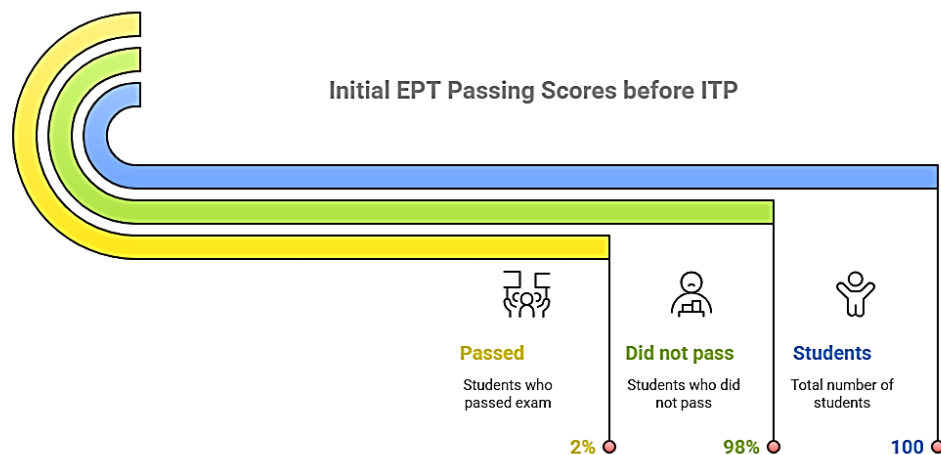 Initial EPT Passing Scores before ITP
Passed
Students who
passed exam
2%
Did not pass
Students who did
not pass
98%
Students
Total number of
students
100